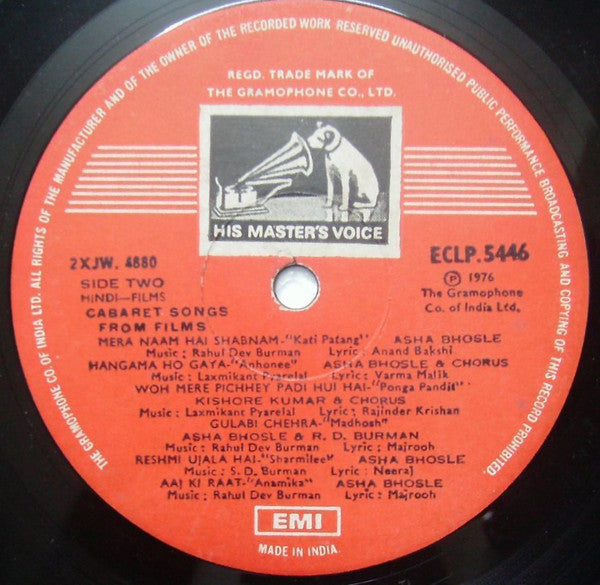 THE GRAMOPHONE CO. OF INDIA LTD. ALL RIGHTS OF THE MANUFACTURER AND OF THE OWNER OF THE RECORDED WORK RESERVED UNAUTHORISED PUBLIC PERFORMANCE BROADCASTING AND COPYING OF THIS RECORD PROHIBITED.
REGD. TRADE MARK OF
THE GRAMOPHONE CO., LTD.
HIS MASTER'S VOICE
2XJW. 4880
ECLP.5446
SIDE TWO
HINDI—FILMS
Ⓟ 1976
The Gramophone
Co. of India Ltd.
CABARET SONGS
FROM FILMS
MERA NAAM HAI SHABNAM-"Kati Patang" ASHA BHOSLE
Music : Rahul Dev Burman Lyric : Anand Bakshi
HANGAMA HO GAYA-"Anhonee" ASHA BHOSLE & CHORUS
Music : Laxmikant Pyarelal Lyric : Varma Malik
WOH MERE PICHHEY PADI HUI HAI-"Ponga Pandit"
KISHORE KUMAR & CHORUS
Music : Laxmikant Pyarelal Lyric : Rajinder Krishan
GULABI CHEHRA-"Madhosh"
ASHA BHOSLE & R. D. BURMAN
Music : Rahul Dev Burman Lyric : Majrooh
RESHMI UJALA HAI-"Sharmilee" ASHA BHOSLE
Music : S. D. Burman Lyric : Neeraj
AAJ KI RAAT-"Anamika" ASHA BHOSLE
Music : Rahul Dev Burman Lyric : Majrooh
EMI
MADE IN INDIA.